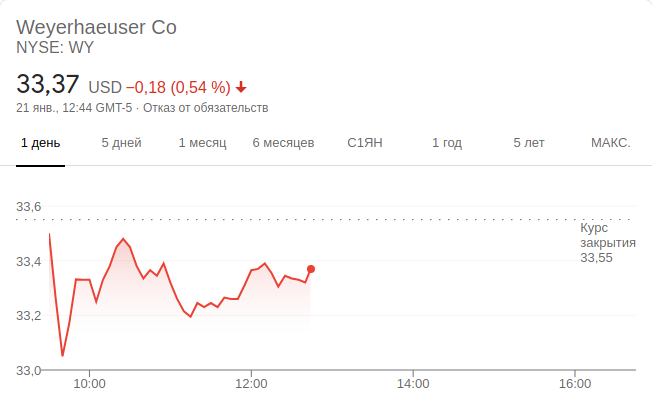 Weyerhaeuser Co
NYSE: WY
33,37 USD −0,18 (0,54 %)
21 янв., 12:44 GMT-5 · Отказ от обязательств
1 день 5 дней 1 месяц 6 месяцев С1ЯН 1 год 5 лет МАКС.
33,6
Курс
закрытия
33,55
33,4
33,2
33,0
10:00 12:00 14:00 16:00